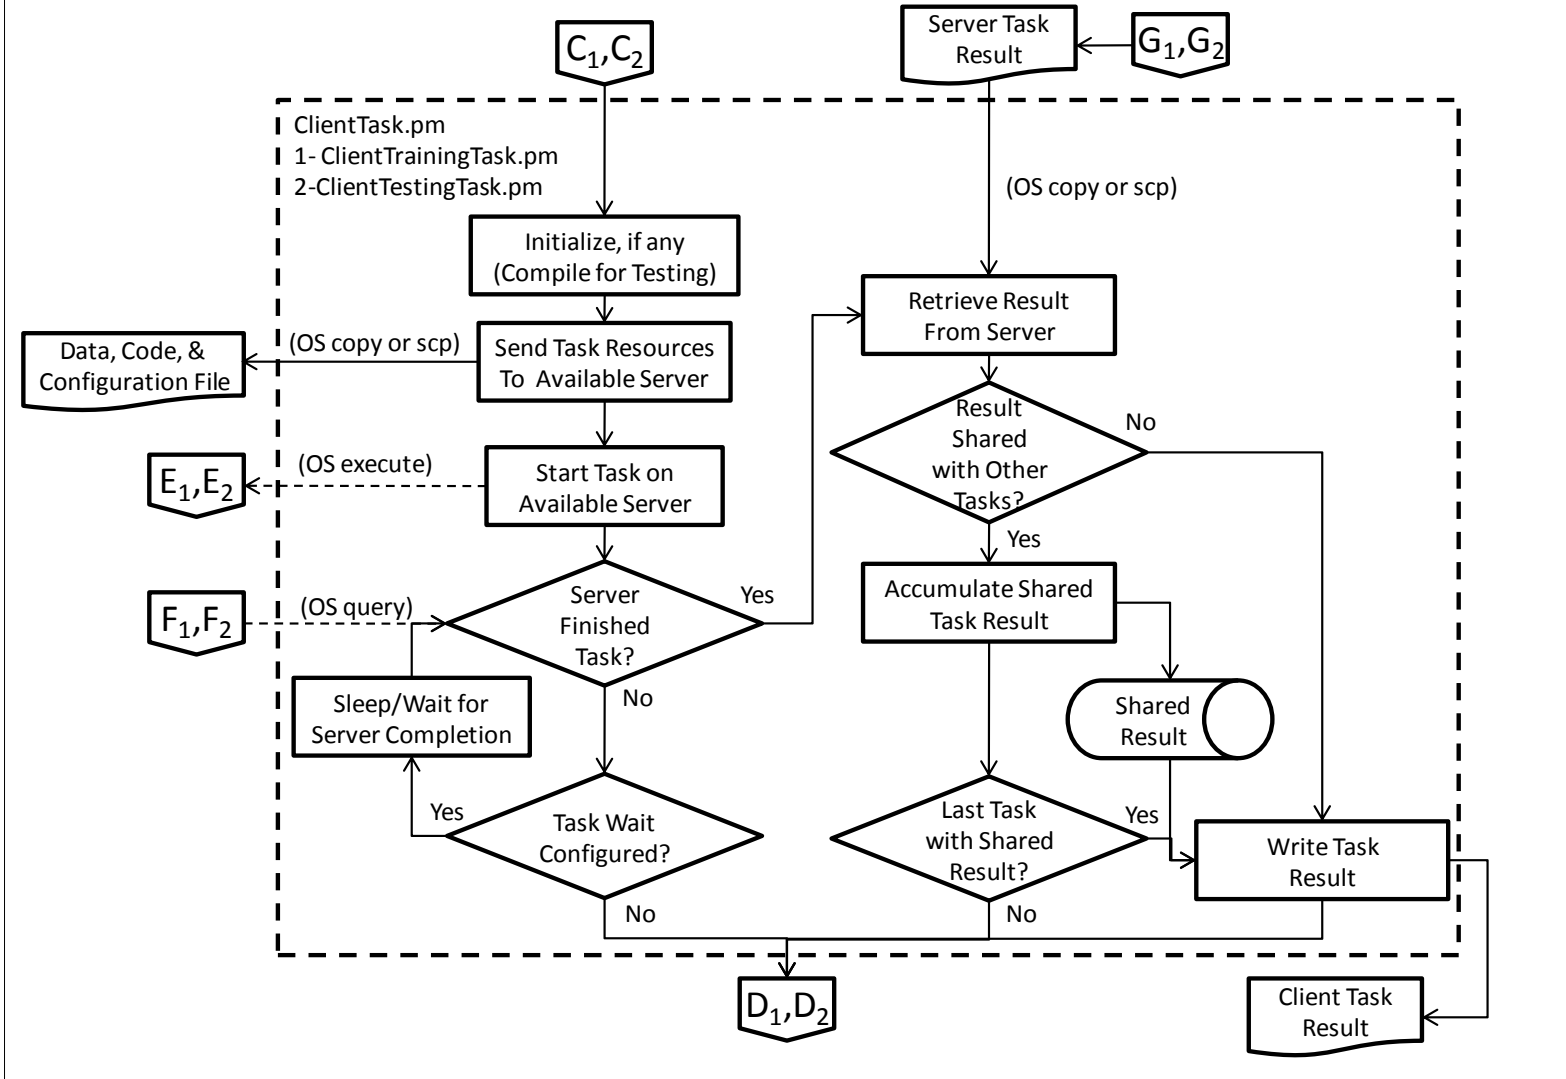 C1,C2
Server Task
Result
G1,G2
ClientTask.pm
1- ClientTrainingTask.pm
2-ClientTestingTask.pm
(OS copy or scp)
Initialize, if any
(Compile for Testing)
Retrieve Result
From Server
Data, Code, &
Configuration File
(OS copy or scp)
Send Task Resources
To Available Server
Result
Shared
with Other
Tasks?
No
Yes
E1,E2
(OS execute)
Start Task on
Available Server
F1,F2
(OS query)
Server
Finished
Task?
Yes
No
Accumulate Shared
Task Result
Sleep/Wait for
Server Completion
Shared
Result
Yes
Task Wait
Configured?
No
Last Task
with Shared
Result?
Yes
No
Write Task
Result
D1,D2
Client Task
Result